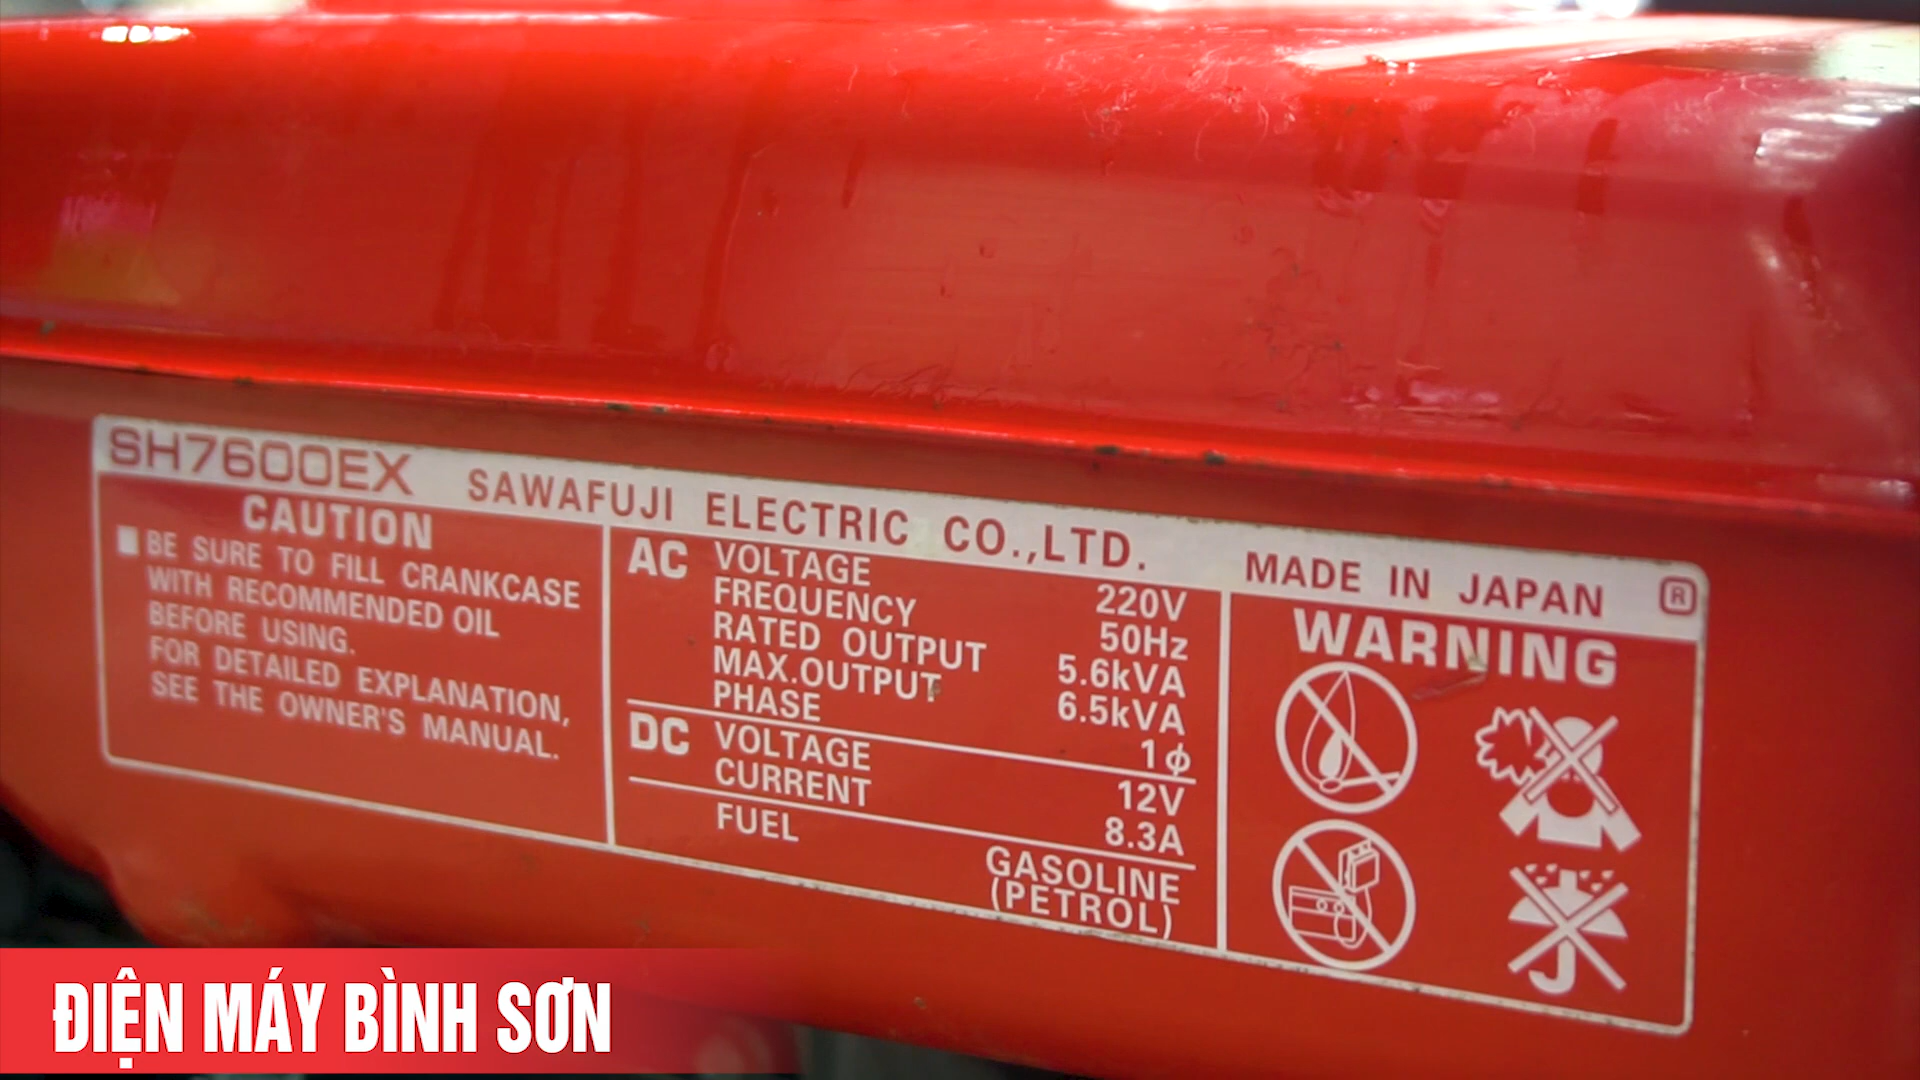 SH7600EX SAWAFUJI ELECTRIC CO.,LTD. MADE IN JAPAN ®
CAUTION
■ BE SURE TO FILL CRANKCASE
WITH RECOMMENDED OIL
BEFORE USING.
FOR DETAILED EXPLANATION,
SEE THE OWNER'S MANUAL.
AC VOLTAGE 220V
FREQUENCY 50Hz
RATED OUTPUT 5.6kVA
MAX.OUTPUT 6.5kVA
PHASE 1ϕ
DC VOLTAGE 12V
CURRENT 8.3A
FUEL GASOLINE
(PETROL)
WARNING
ĐIỆN MÁY BÌNH SƠN